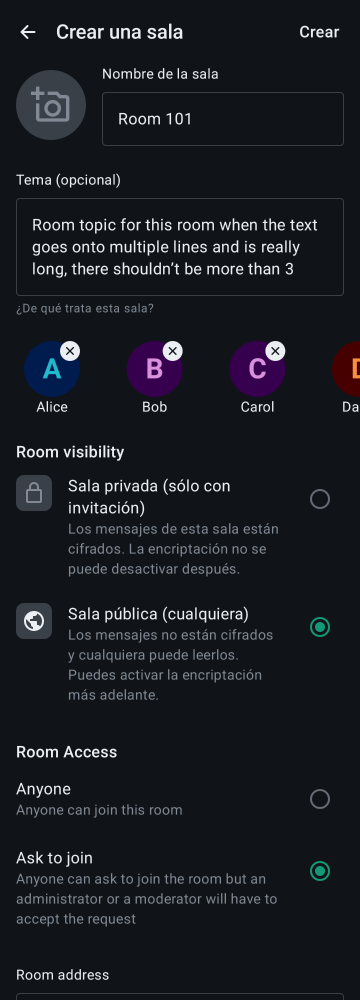 Crear una sala
Crear
Nombre de la sala
Room 101
Tema (opcional)
Room topic for this room when the text
goes onto multiple lines and is really
long, there shouldn’t be more than 3
¿De qué trata esta sala?
A
B
C
Alice
Bob
Carol
Da
Room visibility
Sala privada (sólo con
invitación)
Los mensajes de esta sala están
cifrados. La encriptación no se
puede desactivar después.
Sala pública (cualquiera)
Los mensajes no están cifrados
y cualquiera puede leerlos.
Puedes activar la encriptación
más adelante.
Room Access
Anyone
Anyone can join this room
Ask to join
Anyone can ask to join the room but an
administrator or a moderator will have to
accept the request
Room address